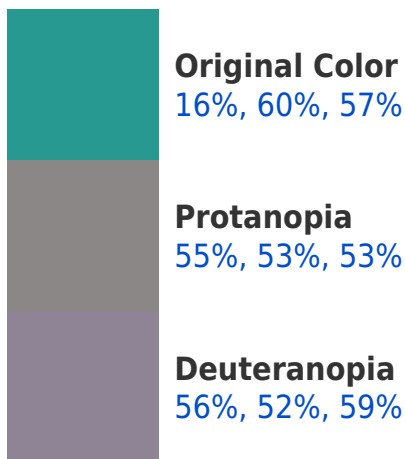 Original Color
16%, 60%, 57%
Protanopia
55%, 53%, 53%
Deuteranopia
56%, 52%, 59%